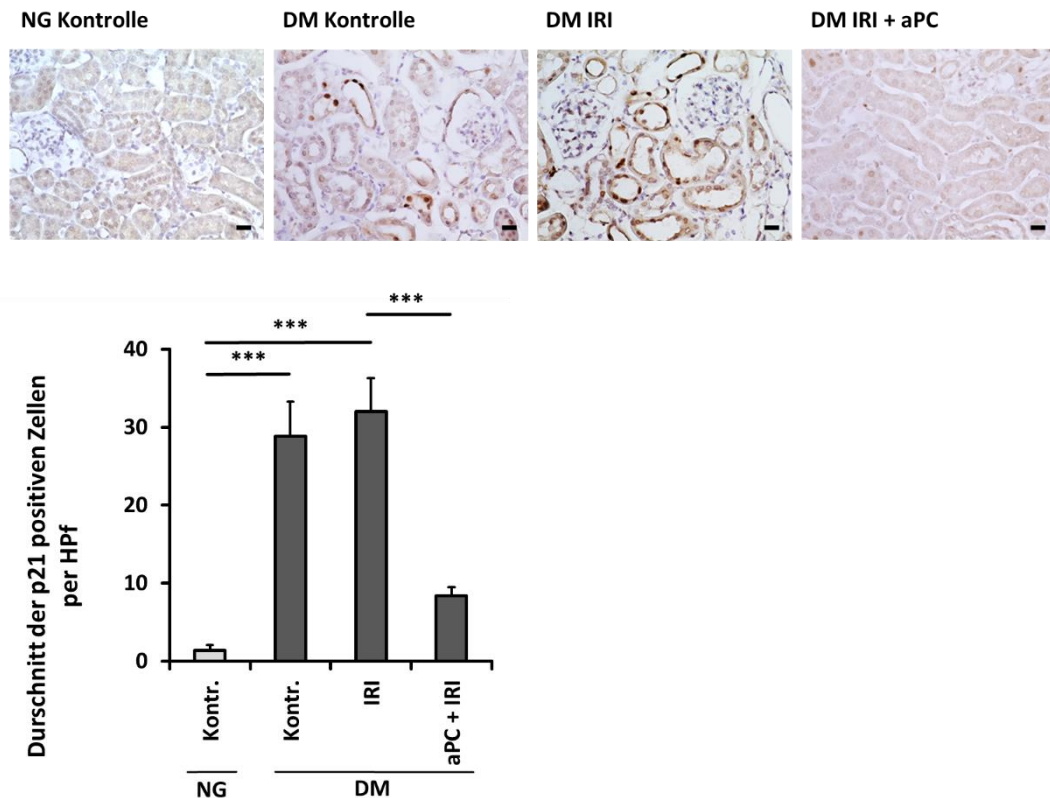 NG Kontrolle DM Kontrolle DM IRI DM IRI + aPC
***
***
***
Durschnitt der p21 positiven Zellen
per HPf
40
30
20
10
0
Kontr. Kontr. IRI aPC + IRI
NG DM